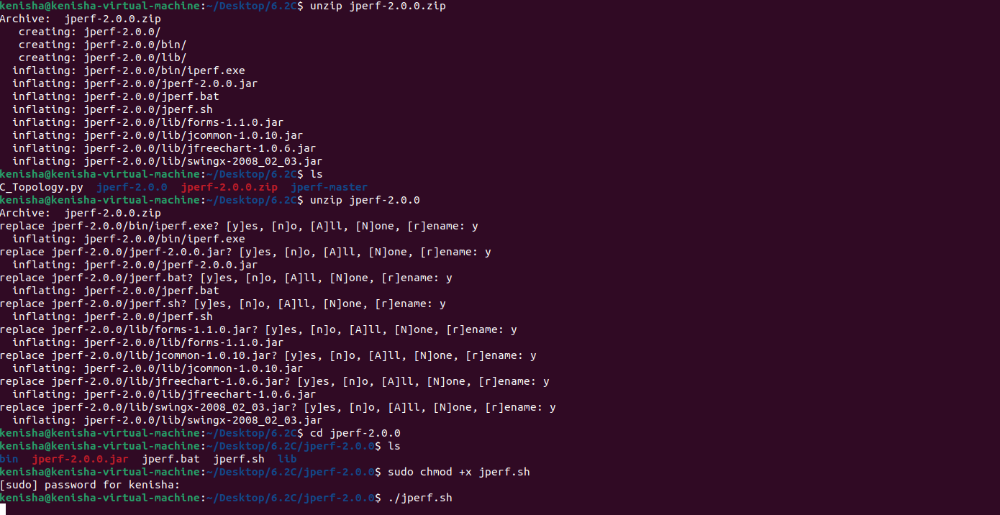 kenisha@kenisha-virtual-machine:~/Desktop/6.2C$ unzip jperf-2.0.0.zip
Archive:  jperf-2.0.0.zip
   creating: jperf-2.0.0/
   creating: jperf-2.0.0/bin/
   creating: jperf-2.0.0/lib/
  inflating: jperf-2.0.0/bin/iperf.exe
  inflating: jperf-2.0.0/jperf-2.0.0.jar
  inflating: jperf-2.0.0/jperf.bat
  inflating: jperf-2.0.0/jperf.sh
  inflating: jperf-2.0.0/lib/forms-1.1.0.jar
  inflating: jperf-2.0.0/lib/jcommon-1.0.10.jar
  inflating: jperf-2.0.0/lib/jfreechart-1.0.6.jar
  inflating: jperf-2.0.0/lib/swingx-2008_02_03.jar
kenisha@kenisha-virtual-machine:~/Desktop/6.2C$ ls
C_Topology.py  jperf-2.0.0  jperf-2.0.0.zip  jperf-master
kenisha@kenisha-virtual-machine:~/Desktop/6.2C$ unzip jperf-2.0.0
Archive:  jperf-2.0.0.zip
replace jperf-2.0.0/bin/iperf.exe? [y]es, [n]o, [A]ll, [N]one, [r]ename: y
  inflating: jperf-2.0.0/bin/iperf.exe
replace jperf-2.0.0/jperf-2.0.0.jar? [y]es, [n]o, [A]ll, [N]one, [r]ename: y
  inflating: jperf-2.0.0/jperf-2.0.0.jar
replace jperf-2.0.0/jperf.bat? [y]es, [n]o, [A]ll, [N]one, [r]ename: y
  inflating: jperf-2.0.0/jperf.bat
replace jperf-2.0.0/jperf.sh? [y]es, [n]o, [A]ll, [N]one, [r]ename: y
  inflating: jperf-2.0.0/jperf.sh
replace jperf-2.0.0/lib/forms-1.1.0.jar? [y]es, [n]o, [A]ll, [N]one, [r]ename: y
  inflating: jperf-2.0.0/lib/forms-1.1.0.jar
replace jperf-2.0.0/lib/jcommon-1.0.10.jar? [y]es, [n]o, [A]ll, [N]one, [r]ename: y
  inflating: jperf-2.0.0/lib/jcommon-1.0.10.jar
replace jperf-2.0.0/lib/jfreechart-1.0.6.jar? [y]es, [n]o, [A]ll, [N]one, [r]ename: y
  inflating: jperf-2.0.0/lib/jfreechart-1.0.6.jar
replace jperf-2.0.0/lib/swingx-2008_02_03.jar? [y]es, [n]o, [A]ll, [N]one, [r]ename: y
  inflating: jperf-2.0.0/lib/swingx-2008_02_03.jar
kenisha@kenisha-virtual-machine:~/Desktop/6.2C$ cd jperf-2.0.0
kenisha@kenisha-virtual-machine:~/Desktop/6.2C/jperf-2.0.0$ ls
bin  jperf-2.0.0.jar  jperf.bat  jperf.sh  lib
kenisha@kenisha-virtual-machine:~/Desktop/6.2C/jperf-2.0.0$ sudo chmod +x jperf.sh
[sudo] password for kenisha:
kenisha@kenisha-virtual-machine:~/Desktop/6.2C/jperf-2.0.0$ ./jperf.sh